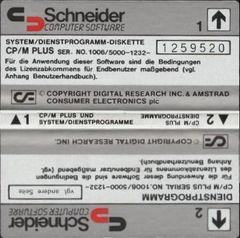 Schneider
COMPUTER SOFTWARE
1
SYSTEM/DIENSTPROGRAMM-DISKETTE
CP/M PLUS SER. NO.1006/5000-1232-
1259520
Für die Anwendung dieser Software sind die Bedingungen
des Lizenzabkommens für Endbenutzer maßgebend (vgl.
Anhang Benutzerhandbuch).
© COPYRIGHT DIGITAL RESEARCH INC. & AMSTRAD
CONSUMER ELECTRONICS plc
1 CP/M PLUS UND
SYSTEM/DIENSTPROGRAMME
CP/M PLUS
DIENSTPROGRAMME 2
2
Schneider
COMPUTER SOFTWARE
DIENSTPROGRAMM
CP/M PLUS SERIAL NO.1006/5000-1232-
vgl. andere Seite
Für die Anwendung dieser Software sind die Bedingungen
des Lizenzabkommens für Endbenutzer maßgebend (vgl.
Anhang Benutzerhandbuch).
© COPYRIGHT DIGITAL RESEARCH INC.